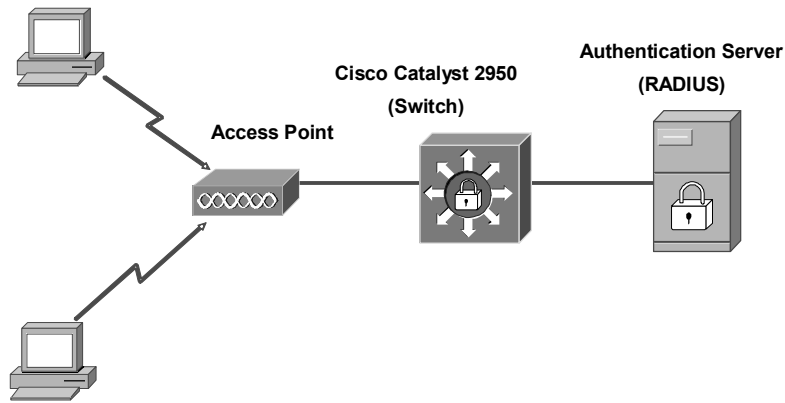 Access Point
Cisco Catalyst 2950
(Switch)
Authentication Server
(RADIUS)